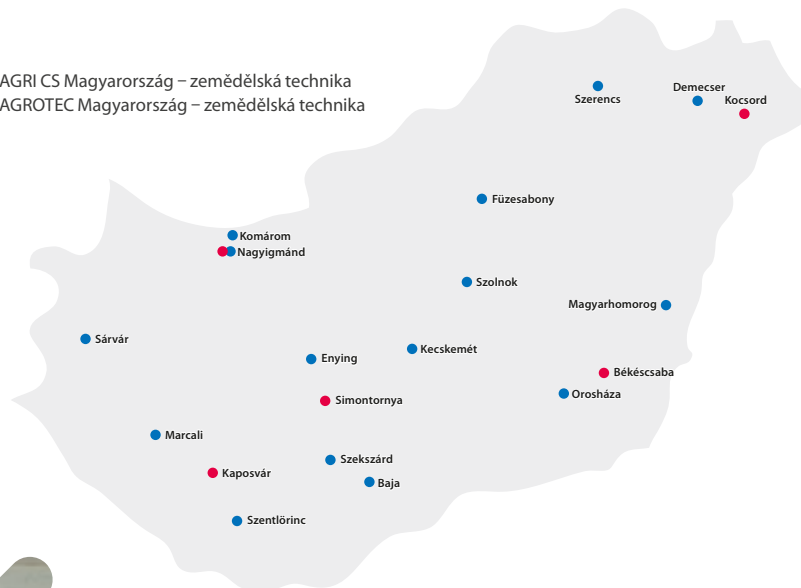 AGRI CS Magyarország – zemědělská technika
AGROTEC Magyarország – zemědělská technika
Demecser
Szerencs
Kocsord
Füzesabony
Komárom
Nagyigmánd
Szolnok
Magyarhomorog
Sárvár
Kecskemét
Enying
Békéscsaba
Orosháza
Simontornya
Marcali
Szekszárd
Kaposvár
Baja
Szentlörinc